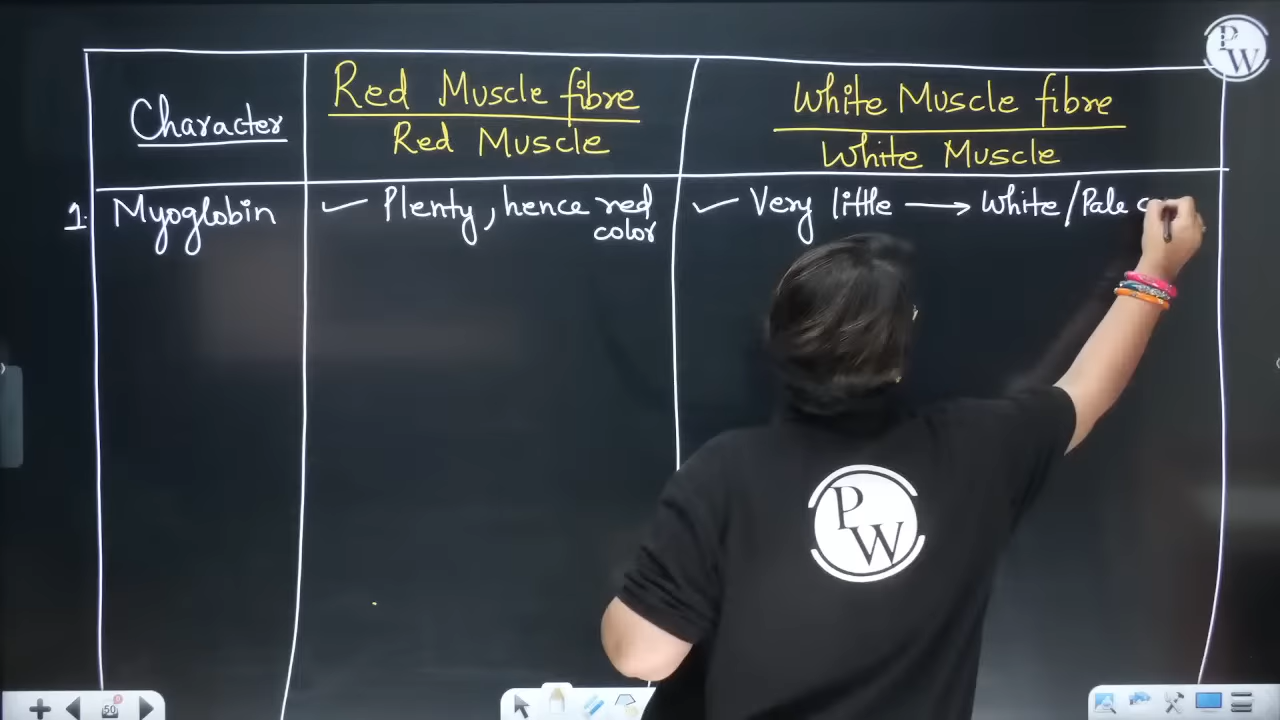 Character
Red Muscle fibre
Red Muscle
White Muscle fibre
White Muscle
1. Myoglobin
Plenty, hence red
color
Very little → White/Pale
50
P
W
P
W